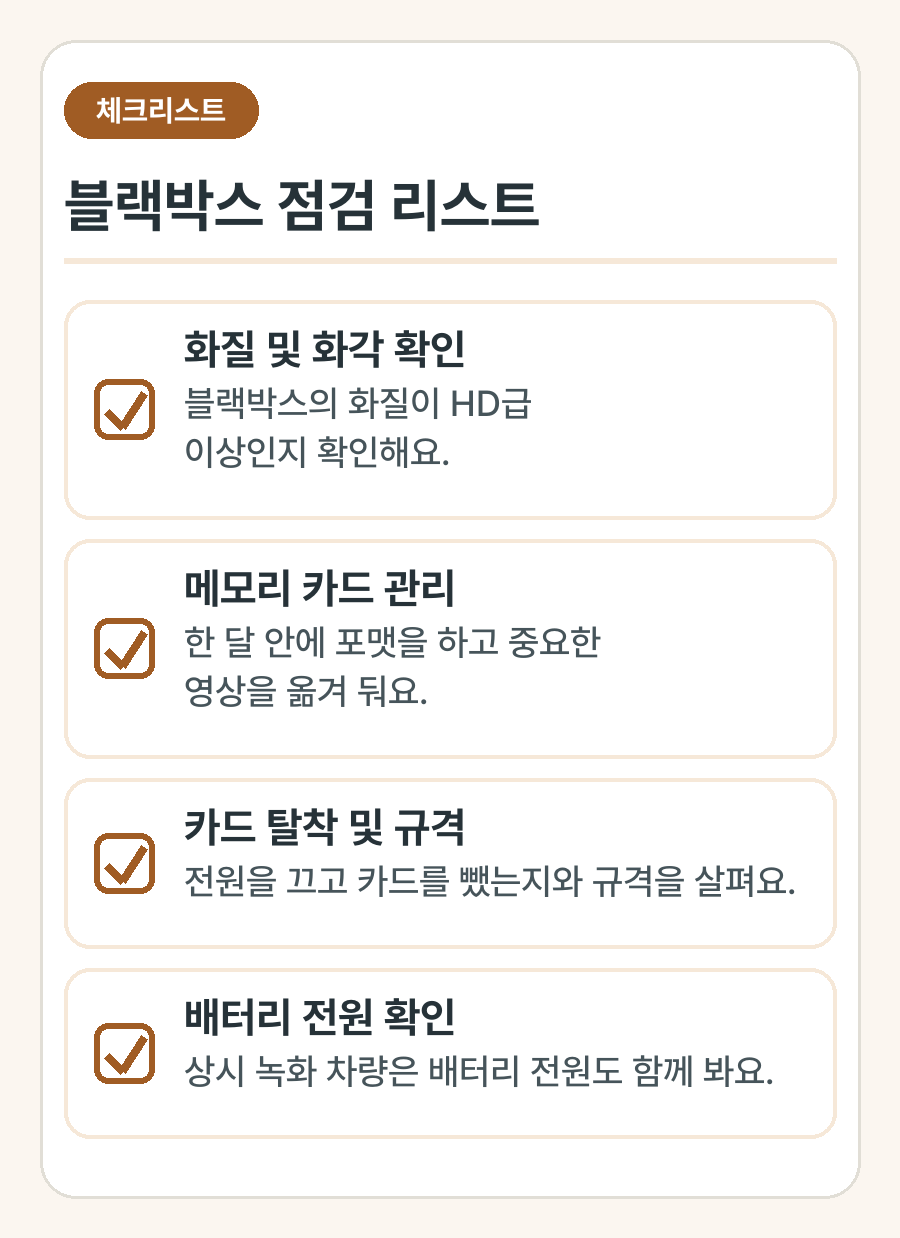 체크리스트
블랙박스 점검 리스트
화질 및 화각 확인
블랙박스의 화질이 HD급
이상인지 확인해요.
메모리 카드 관리
한 달 안에 포맷을 하고 중요한
영상을 옮겨 둬요.
카드 탈착 및 규격
전원을 끄고 카드를 뺐는지와 규격을 살펴요.
배터리 전원 확인
상시 녹화 차량은 배터리 전원도 함께 봐요.